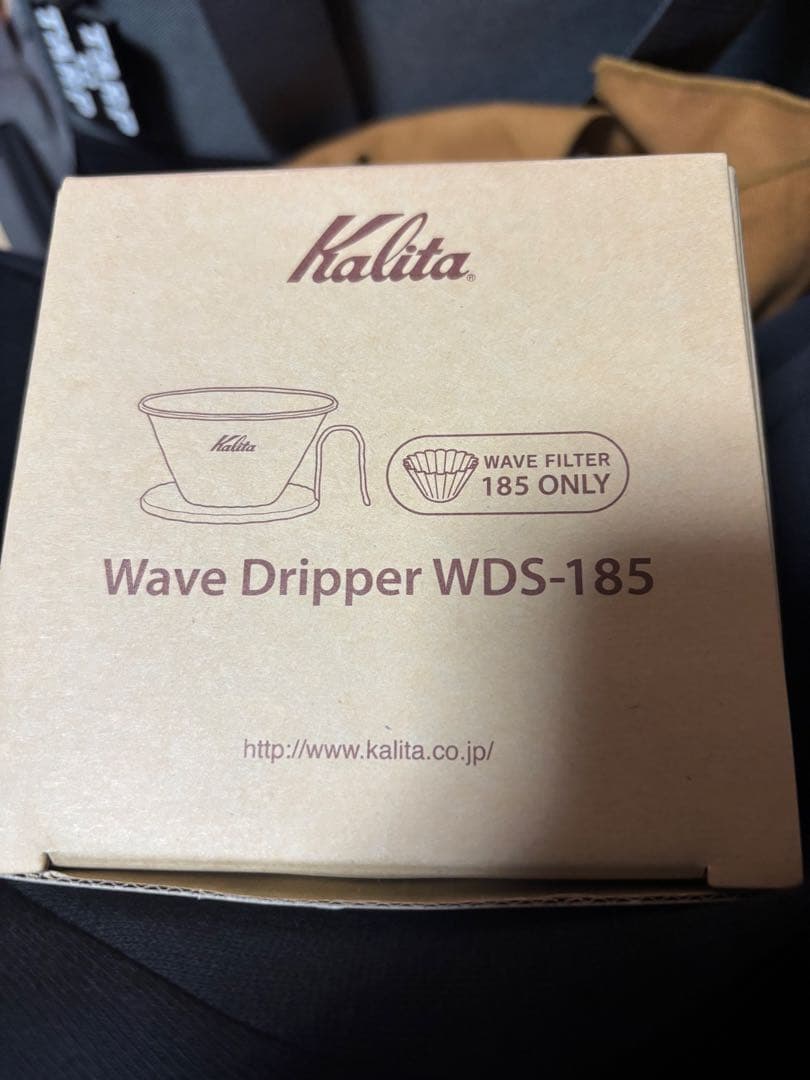 Kalita®
Kalita
WAVE FILTER
185 ONLY
Wave Dripper WDS-185
http://www.kalita.co.jp/